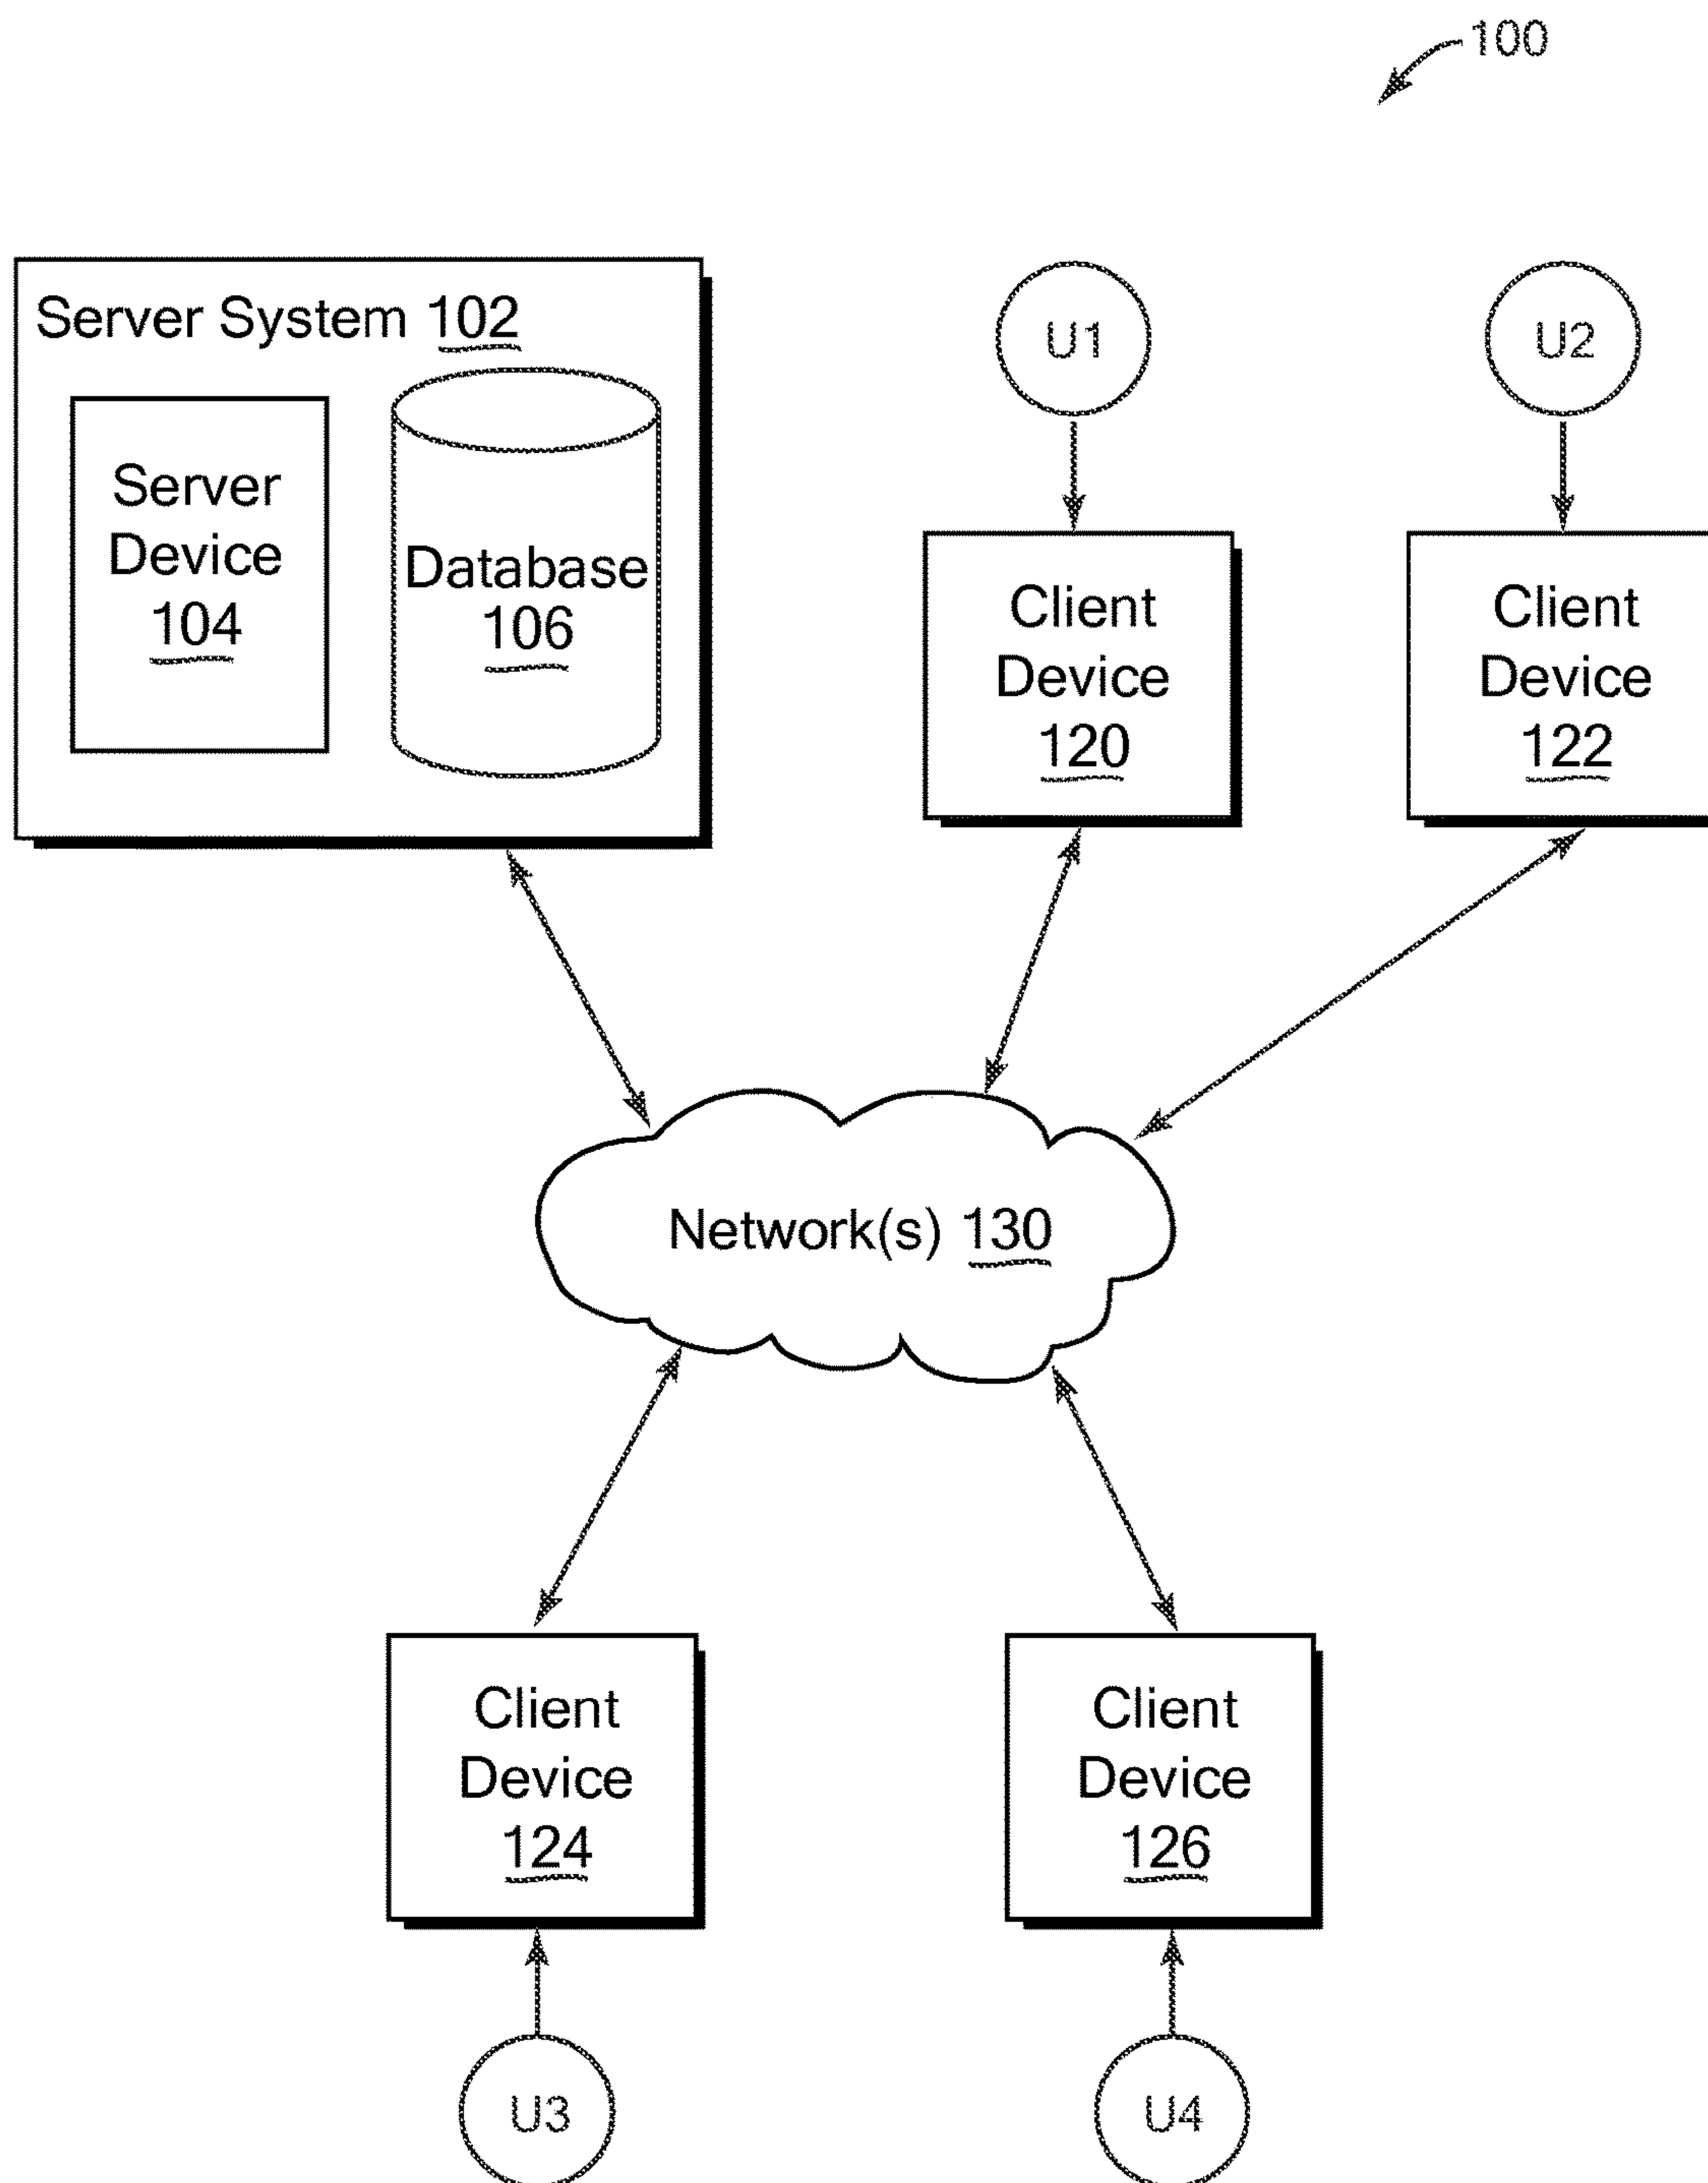 100
Server System 102
Server
Device
104
Database
106
U1
U2
Client
Device
120
Client
Device
122
Network(s) 130
Client
Device
124
Client
Device
126
U3
U4